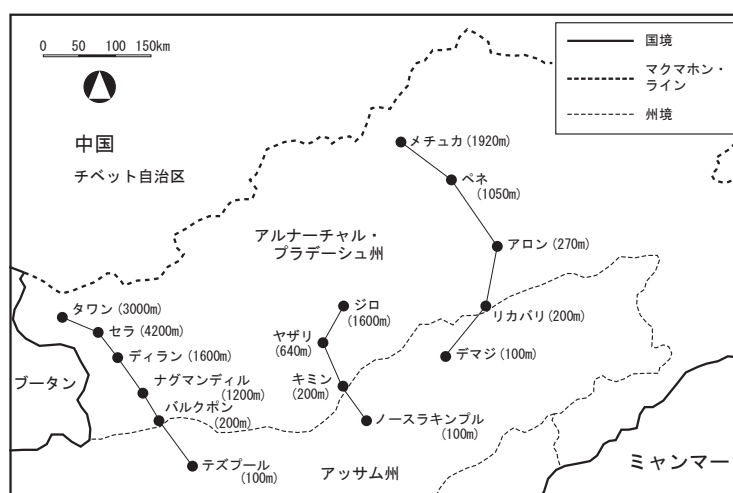 0 50 100 150km
国境
マクマホン・
ライン
州境
中国
チベット自治区
メチュカ(1920m)
ペネ
(1050m)
アルナーチャル・
プラデーシュ州
アロン(270m)
タワン(3000m)
セラ(4200m)
ジロ
(1600m)
リカバリ(200m)
ヤザリ
(640m)
ディラン(1600m)
デマジ(100m)
ブータン
ナグマンディル
(1200m)
キミン
(200m)
バルクポン
(200m)
ノースラキンプル
(100m)
テズプール
(100m)
アッサム州
ミャンマー